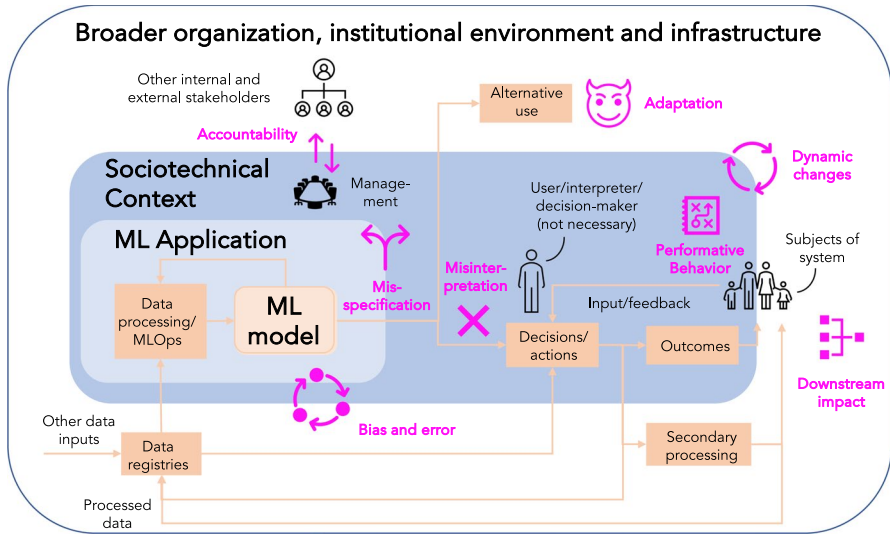 Broader organization, institutional environment and infrastructure
Other internal and
external stakeholders
Alternative
use
Adaptation
Accountability
Dynamic
changes
Sociotechnical
Context
Manage-
ment
User/interpreter/
decision-maker
(not necessary)
ML Application
Mis-
specification
Misinter-
pretation
Performative
Behavior
Subjects of
system
Data
processing/
MLOps
ML
model
Input/feedback
Decisions/
actions
Outcomes
Downstream
impact
Bias and error
Other data
inputs
Data
registries
Secondary
processing
Processed
data